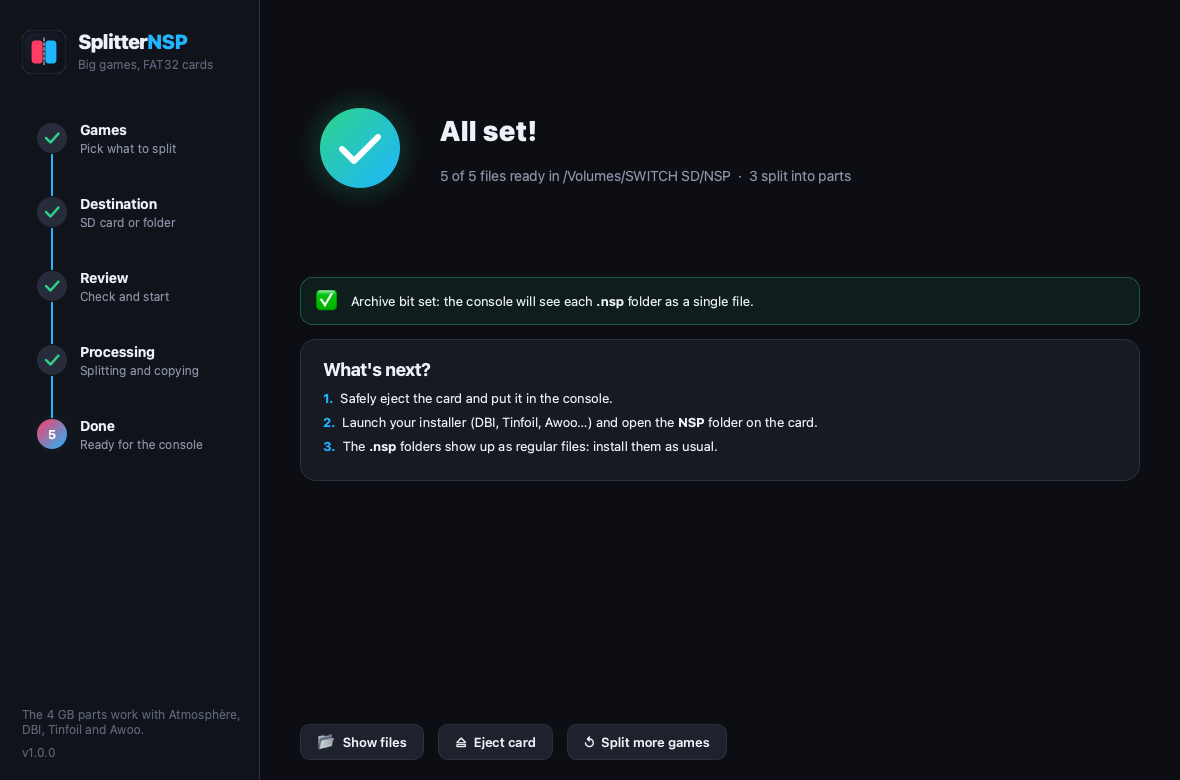 SplitterNSP
Big games, FAT32 cards
Games
Pick what to split
Destination
SD card or folder
Review
Check and start
Processing
Splitting and copying
5
Done
Ready for the console
The 4 GB parts work with Atmosphère,
DBI, Tinfoil and Awoo.
v1.0.0
All set!
5 of 5 files ready in /Volumes/SWITCH SD/NSP · 3 split into parts
Archive bit set: the console will see each .nsp folder as a single file.
What's next?
1. Safely eject the card and put it in the console.
2. Launch your installer (DBI, Tinfoil, Awoo...) and open the NSP folder on the card.
3. The .nsp folders show up as regular files: install them as usual.
Show files
Eject card
Split more games